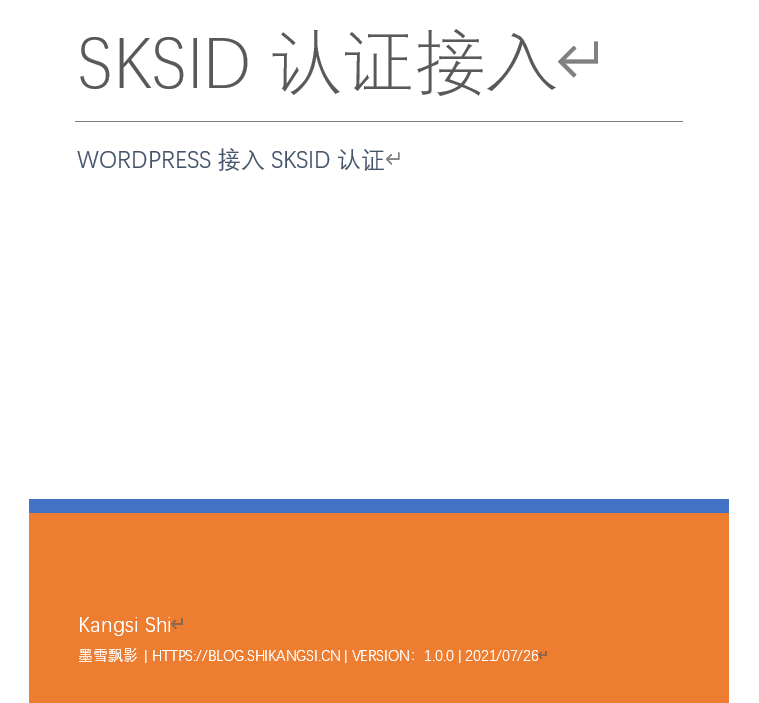 SKSID 认证接入
WORDPRESS 接入 SKSID 认证
Kangsi Shi
墨雪飘影 | HTTPS://BLOG.SHIKANGSI.CN | VERSION：1.0.0 | 2021/07/26